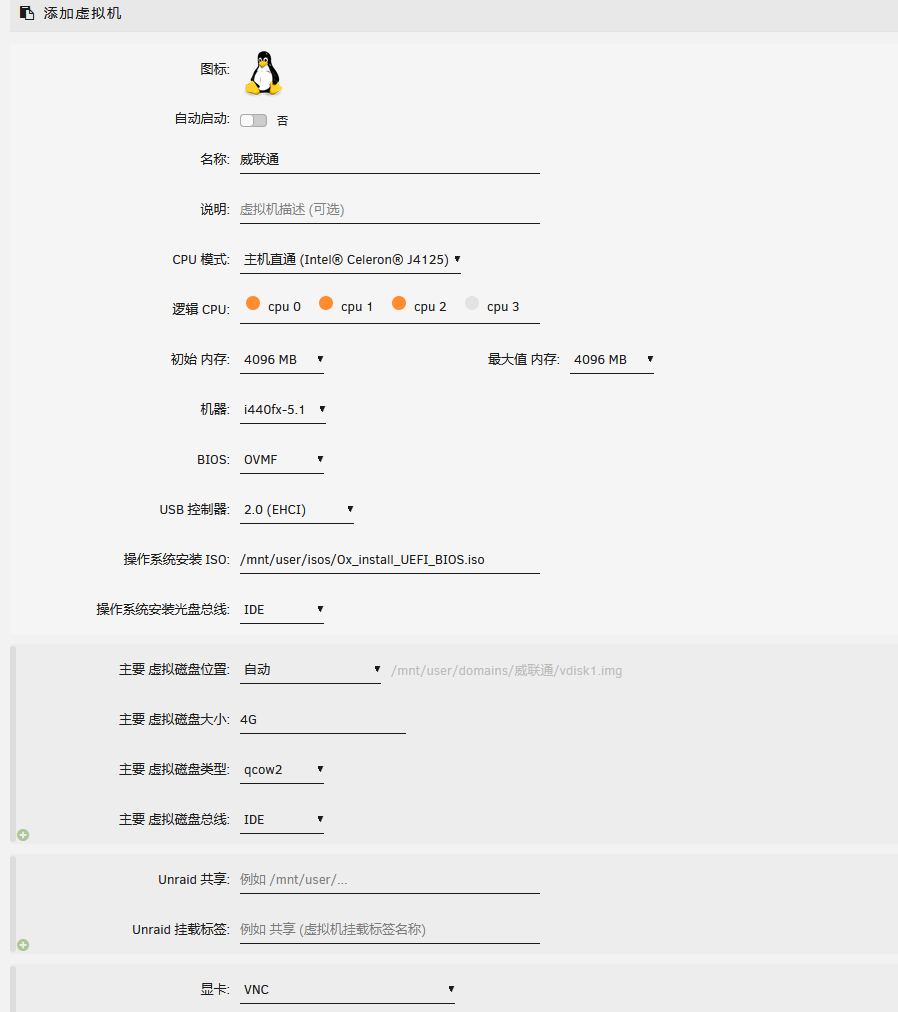 添加虚拟机
图标:
自动启动: 否
名称: 威联通
说明: 虚拟机描述 (可选)
CPU 模式: 主机直通 (Intel® Celeron® J4125)
逻辑 CPU: cpu 0 cpu 1 cpu 2 cpu 3
初始 内存: 4096 MB 最大值 内存: 4096 MB
机器: i440fx-5.1
BIOS: OVMF
USB 控制器: 2.0 (EHCI)
操作系统安装 ISO: /mnt/user/isos/Ox_install_UEFI_BIOS.iso
操作系统安装光盘总线: IDE
主要 虚拟磁盘位置: 自动 /mnt/user/domains/威联通/vdisk1.img
主要 虚拟磁盘大小: 4G
主要 虚拟磁盘类型: qcow2
主要 虚拟磁盘总线: IDE
Unraid 共享: 例如 /mnt/user/...
Unraid 挂载标签: 例如 共享 (虚拟机挂载标签名称)
显卡: VNC